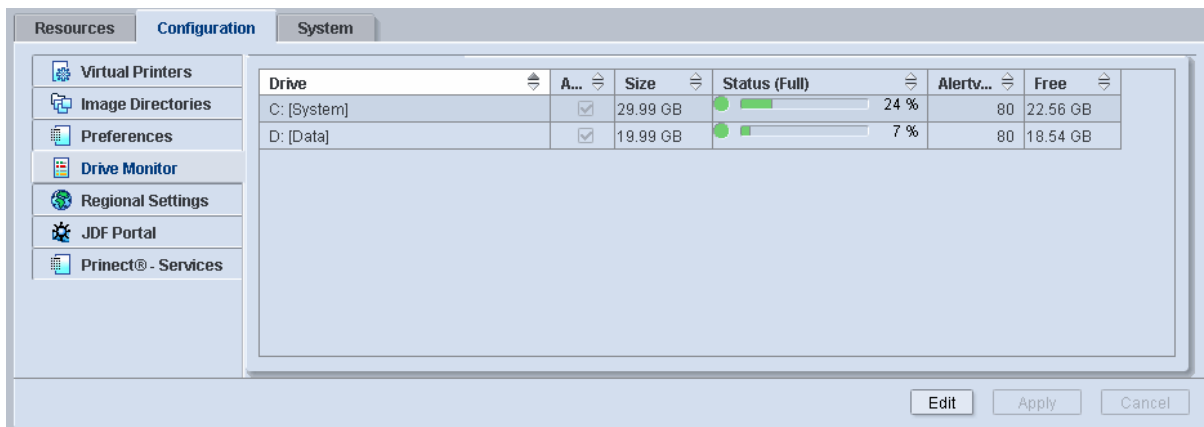 Resources Configuration System
Virtual Printers
Image Directories
Preferences
Drive Monitor
Regional Settings
JDF Portal
Prinect® - Services
Drive A... Size Status (Full) Alertv... Free
C: [System] 29.99 GB 24 % 80 22.56 GB
D: [Data] 19.99 GB 7 % 80 18.54 GB
Edit Apply Cancel